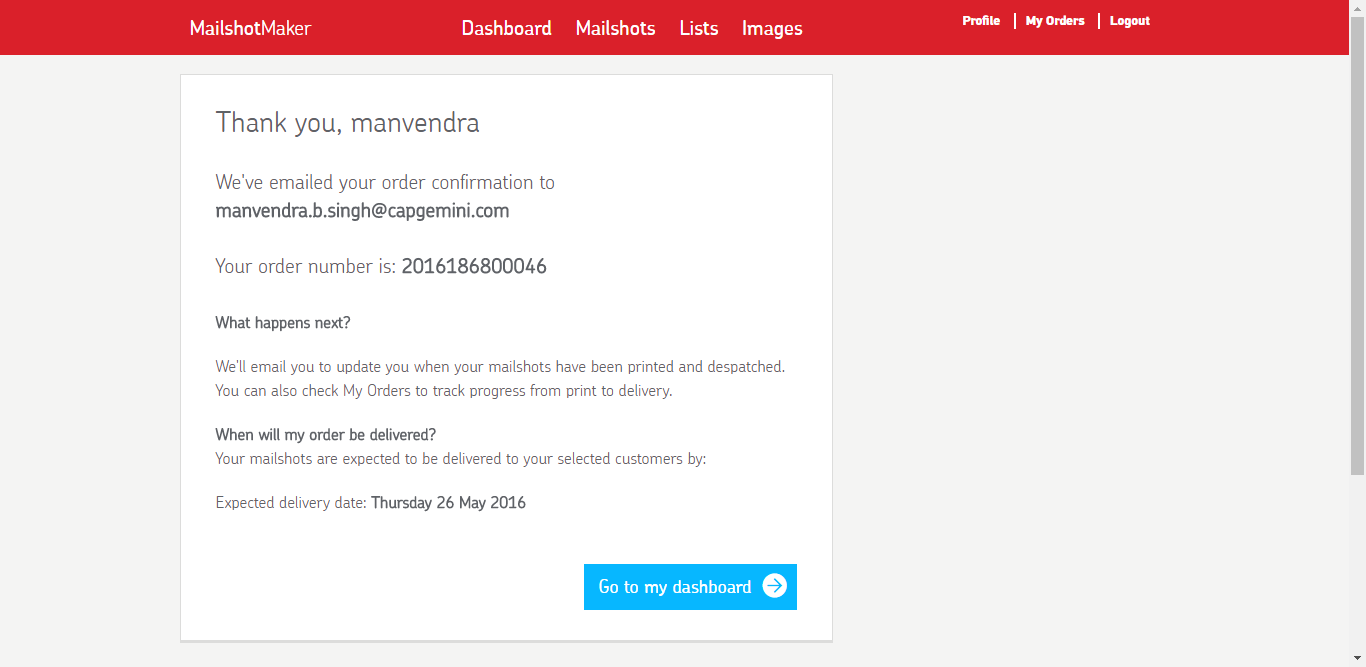 MailshotMaker Dashboard Mailshots Lists Images Profile My Orders Logout
Thank you, manvendra
We've emailed your order confirmation to
manvendra.b.singh@capgemini.com
Your order number is: 2016186800046
What happens next?
We'll email you to update you when your mailshots have been printed and despatched.
You can also check My Orders to track progress from print to delivery.
When will my order be delivered?
Your mailshots are expected to be delivered to your selected customers by:
Expected delivery date: Thursday 26 May 2016
Go to my dashboard